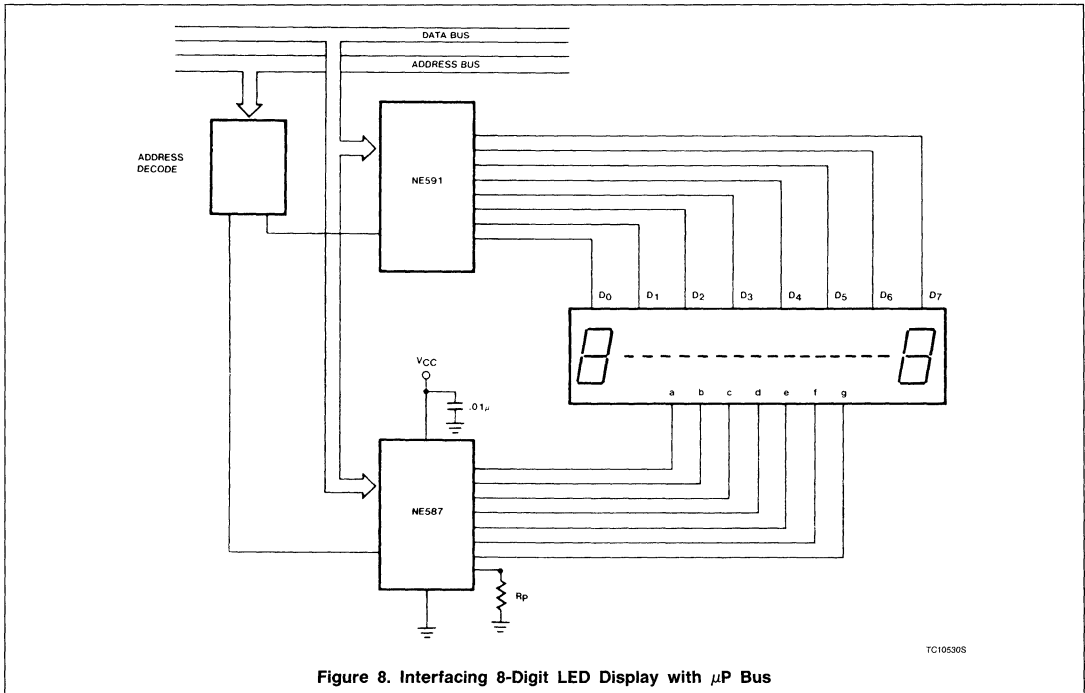 DATA BUS
ADDRESS BUS
ADDRESS
DECODE
NE591
D0 D1 D2 D3 D4 D5 D6 D7
VCC
.01μ
a b c d e f g
NE587
Rp
TC10530S
Figure 8. Interfacing 8-Digit LED Display with μP Bus